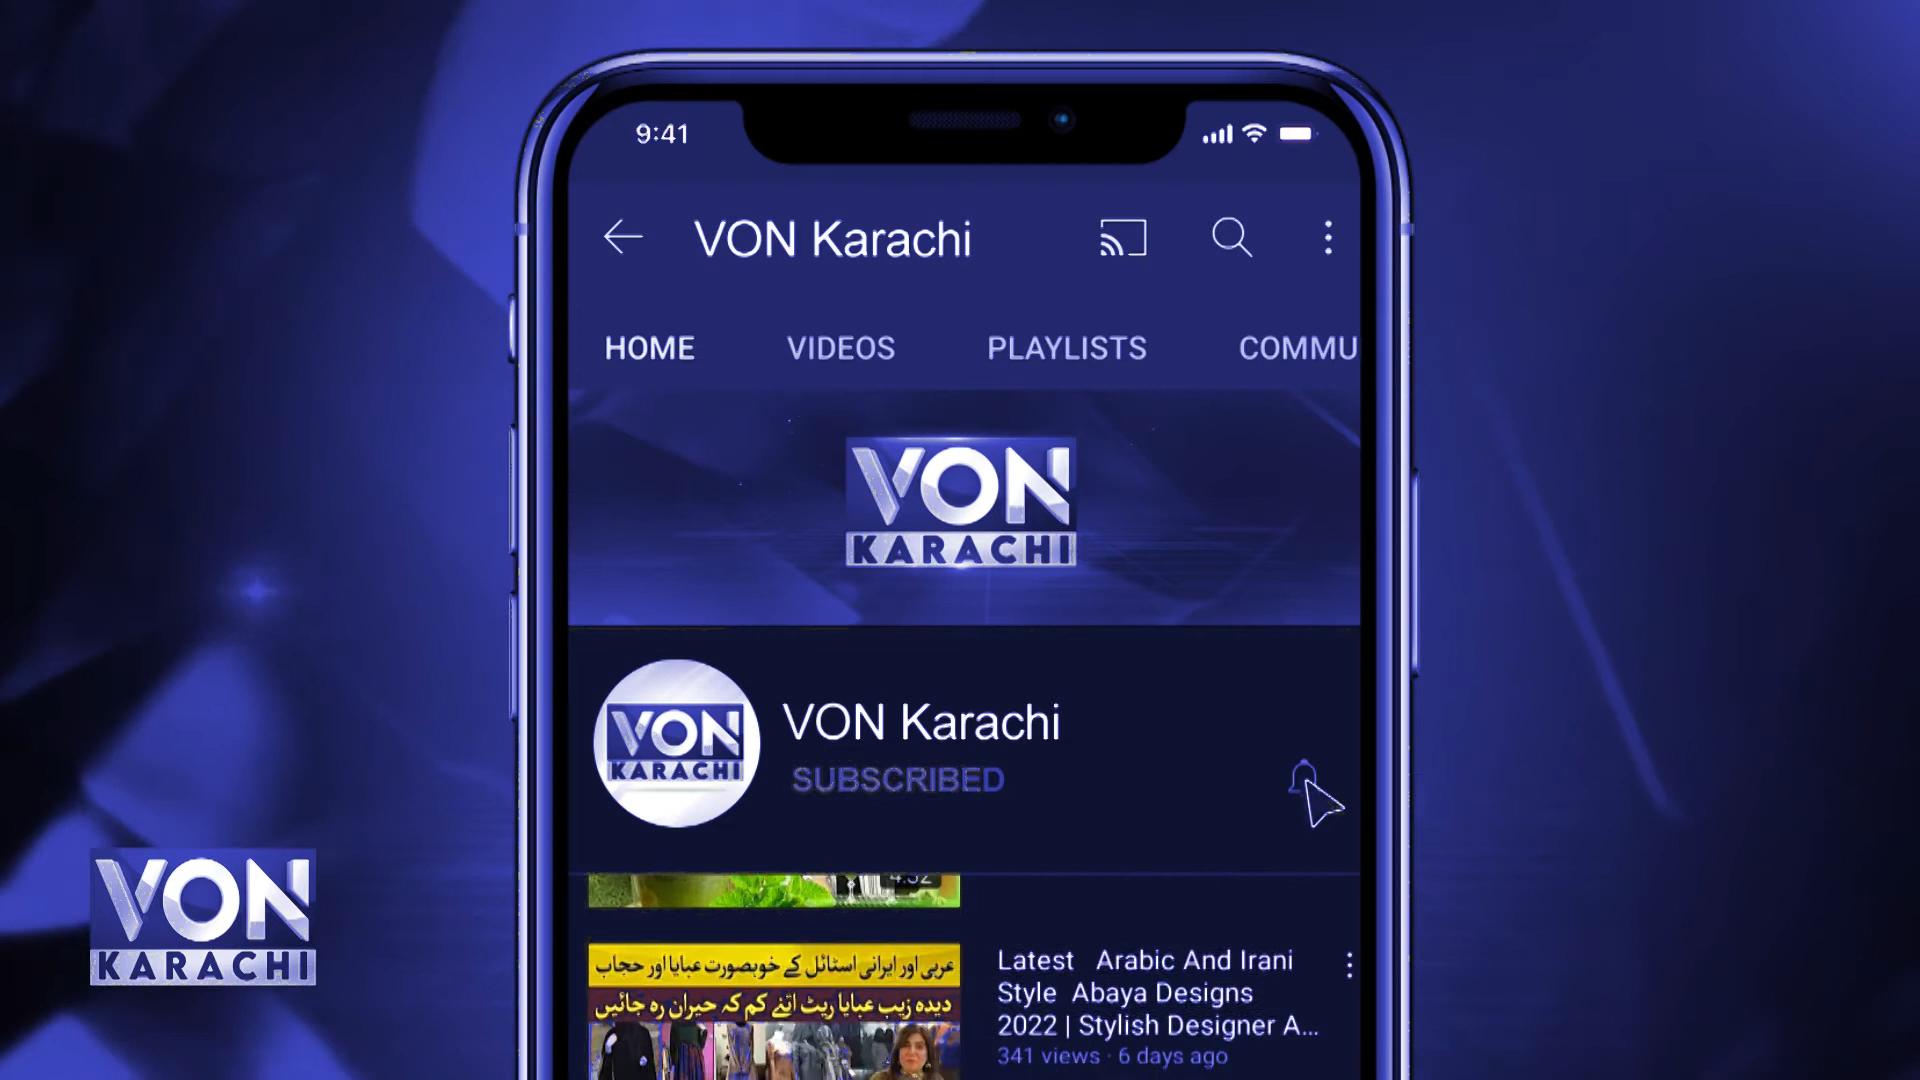 9:41
VON Karachi
HOME VIDEOS PLAYLISTS COMMU
VON
KARACHI
VON
KARACHI
VON Karachi
SUBSCRIBED
4:32
عربی اور ایرانی اسٹائل کے خوبصورت عبایا اور حجاب
دیدہ زیب عبایا ریٹ اتنے کم کہ حیران رہ جائیں
Latest Arabic And Irani
Style Abaya Designs
2022 | Stylish Designer A...
341 views · 6 days ago
VON
KARACHI